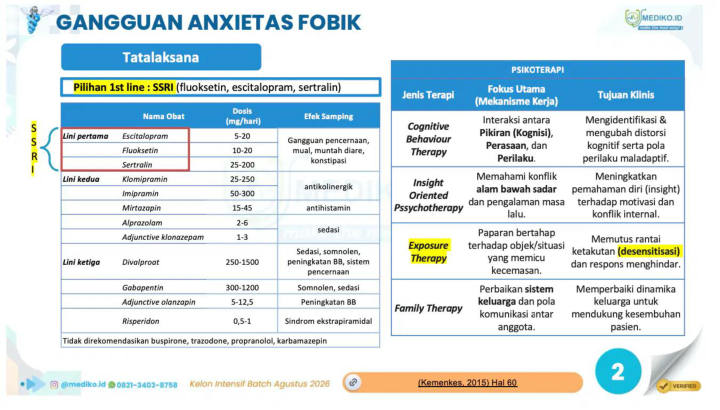 GANGGUAN ANXIETAS FOBIK
MEDIKO.ID
Tatalaksana
Pilihan 1st line : SSRI (fluoksetin, escitalopram, sertralin)
S
S
R
I
Nama Obat
Dosis
(mg/hari)
Efek Samping
Lini pertama
Escitalopram
5-20
Gangguan pencernaan,
mual, muntah diare,
konstipasi
Fluoksetin
10-20
Sertralin
25-200
Lini kedua
Klomipramin
25-250
antikolinergik
Imipramin
50-300
Mirtazapin
15-45
antihistamin
Alprazolam
2-6
sedasi
Adjunctive klonazepam
1-3
Lini ketiga
Divalproat
250-1500
Sedasi, somnolen,
peningkatan BB, sistem
pencernaan
Gabapentin
300-1200
Somnolen, sedasi
Adjunctive olanzapin
5-12,5
Peningkatan BB
Risperidon
0,5-1
Sindrom ekstrapiramidal
Tidak direkomendasikan buspirone, trazodone, propranolol, karbamazepin
PSIKOTERAPI
Jenis Terapi
Fokus Utama
(Mekanisme Kerja)
Tujuan Klinis
Cognitive
Behaviour
Therapy
Interaksi antara
Pikiran (Kognisi),
Perasaan, dan
Perilaku.
Mengidentifikasi &
mengubah distorsi
kognitif serta pola
perilaku maladaptif.
Insight
Oriented
Pssychotherapy
Memahami konflik
alam bawah sadar
dan pengalaman masa
lalu.
Meningkatkan
pemahaman diri (insight)
terhadap motivasi dan
konflik internal.
Exposure
Therapy
Paparan bertahap
terhadap objek/situasi
yang memicu
kecemasan.
Memutus rantai
ketakutan (desensitisasi)
dan respons menghindar.
Family Therapy
Perbaikan sistem
keluarga dan pola
komunikasi antar
anggota.
Memperbaiki dinamika
keluarga untuk
mendukung kesembuhan
pasien.
@mediko.id
0821-3403-8758
Kelon Intensif Batch Agustus 2026
(Kemenkes, 2015) Hal 60
2
VERIFIED